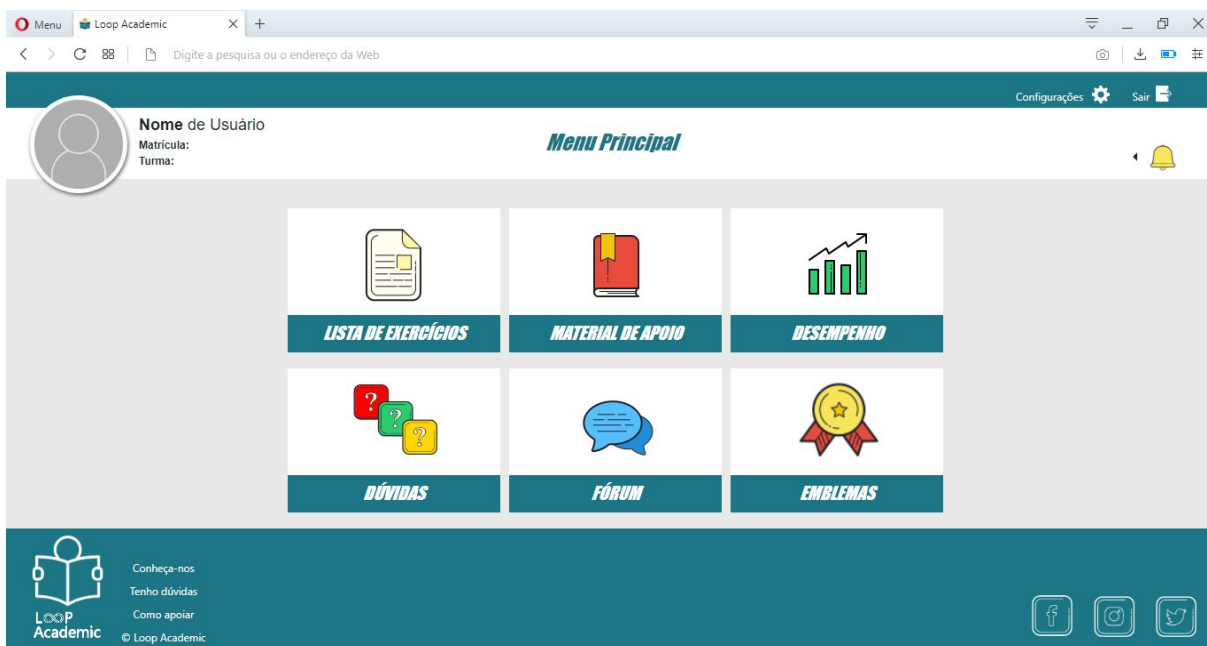 Menu
Loop Academic
Digite a pesquisa ou o endereço da Web
Configurações
Sair
Nome de Usuário
Matrícula:
Turma:
Menu Principal
LISTA DE EXERCÍCIOS
MATERIAL DE APOIO
DESEMPENHO
? ? ?
DÚVIDAS
FÓRUM
EMBLEMAS
LOOP
Academic
Conheça-nos
Tenho dúvidas
Como apoiar
© Loop Academic